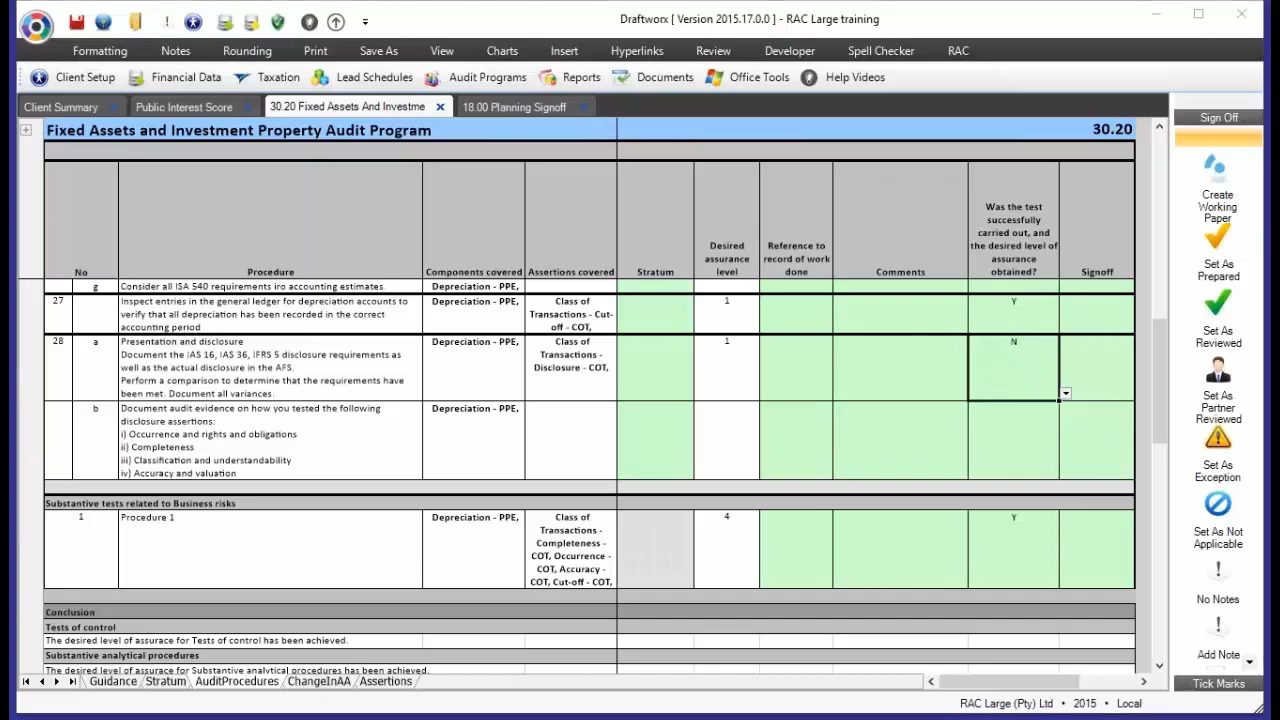 Draftworx [ Version 2015.17.0.0 ] - RAC Large training
Formatting Notes Rounding Print Save As View Charts Insert Hyperlinks Review Developer Spell Checker RAC
Client Setup Financial Data Taxation Lead Schedules Audit Programs Reports Documents Office Tools Help Videos
Client Summary Public Interest Score 30.20 Fixed Assets And Investme 18.00 Planning Signoff
Fixed Assets and Investment Property Audit Program 30.20
No
Procedure
Components covered
Assertions covered
Stratum
Desired
assurance
level
Reference to
record of work
done
Comments
Was the test
successfully
carried out, and
the desired level of
assurance
obtained?
Signoff
g Consider all ISA 540 requirements iro accounting estimates. Depreciation - PPE,
27 Inspect entries in the general ledger for depreciation accounts to
verify that all depreciation has been recorded in the correct
accounting period
Depreciation - PPE,
Class of
Transactions - Cut-
off - COT,
1
Y
28 a Presentation and disclosure
Document the IAS 16, IAS 36, IFRS 5 disclosure requirements as
well as the actual disclosure in the AFS.
Perform a comparison to determine that the requirements have
been met. Document all variances.
Depreciation - PPE,
Class of
Transactions -
Disclosure - COT,
1
N
b Document audit evidence on how you tested the following
disclosure assertions:
i) Occurrence and rights and obligations
ii) Completeness
iii) Classification and understandability
iv) Accuracy and valuation
Depreciation - PPE,
Substantive tests related to Business risks
1 Procedure 1
Depreciation - PPE,
Class of
Transactions -
Completeness -
COT, Occurrence -
COT, Accuracy -
COT, Cut-off - COT,
4
Y
Conclusion
Tests of control
The desired level of assurace for Tests of control has been achieved.
Substantive analytical procedures
The desired level of assurace for Substantive analytical procedures has been achieved.
Guidance Stratum AuditProcedures ChangeInAA Assertions
Sign Off
Create
Working
Paper
Set As
Prepared
Set As
Reviewed
Set As
Partner
Reviewed
Set As
Exception
Set As Not
Applicable
No Notes
Add Note
Tick Marks
RAC Large (Pty) Ltd • 2015 • Local